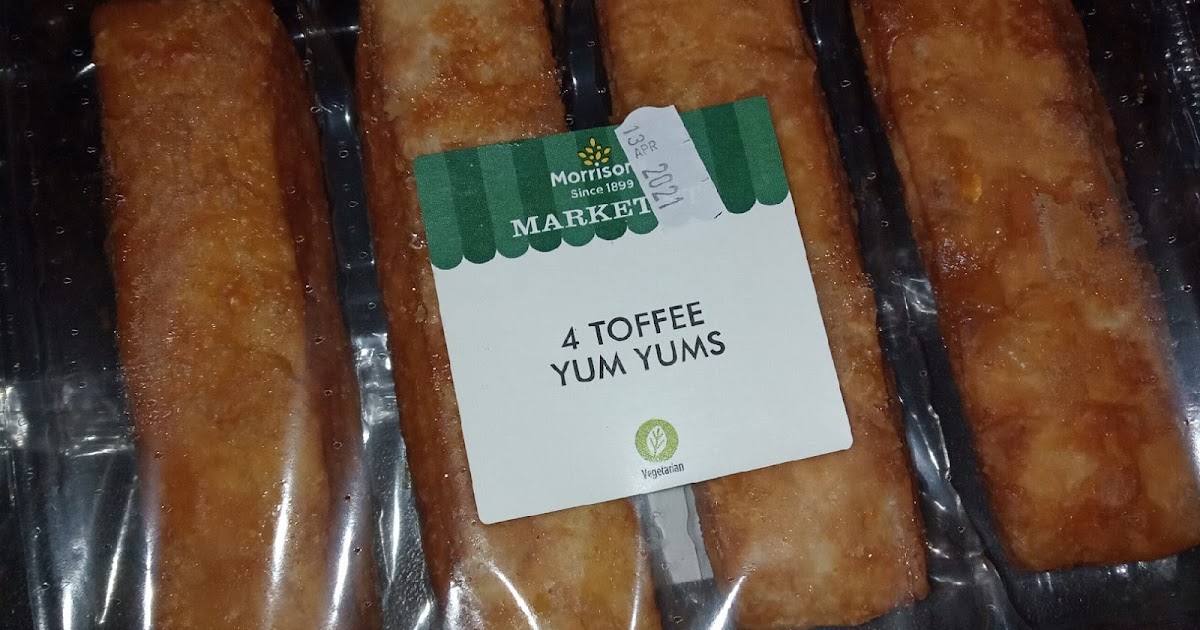 Morrison
Since 1899
MARKET
13
APR
2021
4 TOFFEE
YUM YUMS
Vegetarian